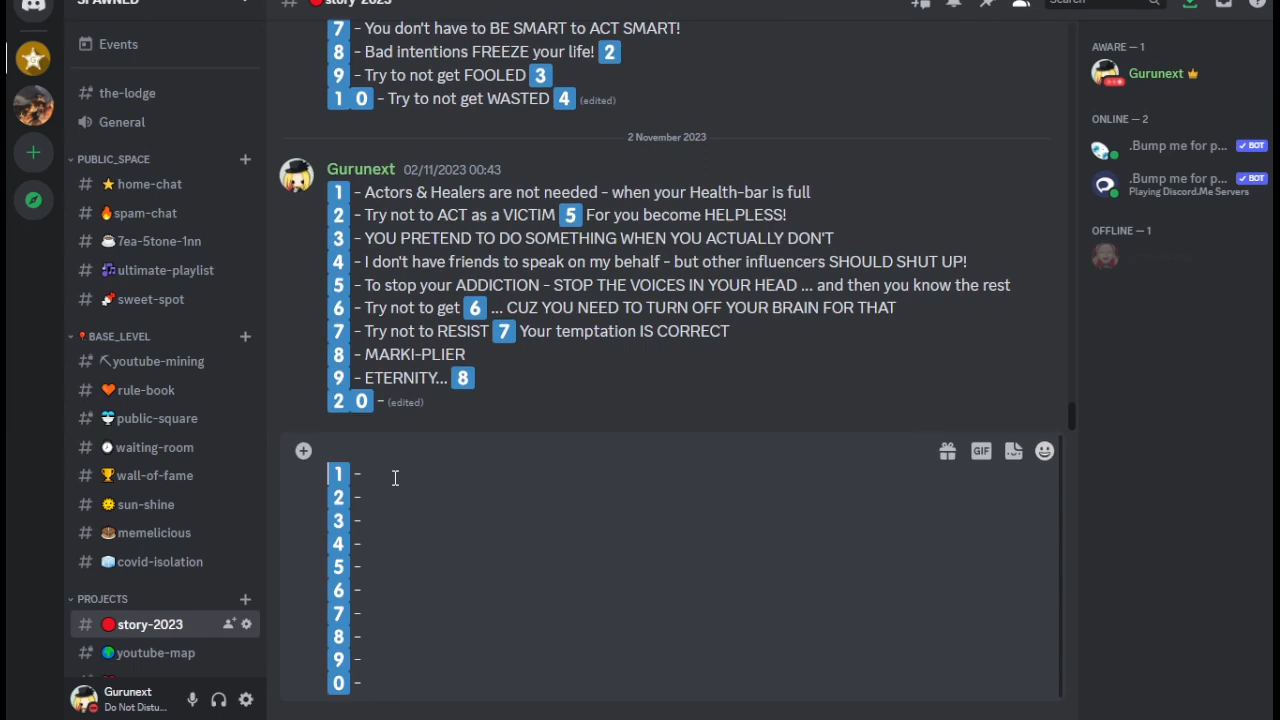 SPAWNED
story-2023
Search
Events
the-lodge
General
PUBLIC_SPACE
home-chat
spam-chat
7ea-5tone-1nn
ultimate-playlist
sweet-spot
BASE_LEVEL
youtube-mining
rule-book
public-square
waiting-room
wall-of-fame
sun-shine
memelicious
covid-isolation
PROJECTS
story-2023
youtube-map
Gurunext
Do Not Distu...
7 - You don't have to BE SMART to ACT SMART!
8 - Bad intentions FREEZE your life! 2
9 - Try to not get FOOLED 3
1 0 - Try to not get WASTED 4 (edited)
2 November 2023
Gurunext 02/11/2023 00:43
1 - Actors & Healers are not needed - when your Health-bar is full
2 - Try not to ACT as a VICTIM 5 For you become HELPLESS!
3 - YOU PRETEND TO DO SOMETHING WHEN YOU ACTUALLY DON'T
4 - I don't have friends to speak on my behalf - but other influencers SHOULD SHUT UP!
5 - To stop your ADDICTION - STOP THE VOICES IN YOUR HEAD ... and then you know the rest
6 - Try not to get 6 ... CUZ YOU NEED TO TURN OFF YOUR BRAIN FOR THAT
7 - Try not to RESIST 7 Your temptation IS CORRECT
8 - MARKI-PLIER
9 - ETERNITY... 8
2 0 - (edited)
GIF
1 -
2 -
3 -
4 -
5 -
6 -
7 -
8 -
9 -
0 -
AWARE — 1
Gurunext
ONLINE — 2
.Bump me for p... ✓ BOT
.Bump me for p... ✓ BOT
Playing Discord.Me Servers
OFFLINE — 1